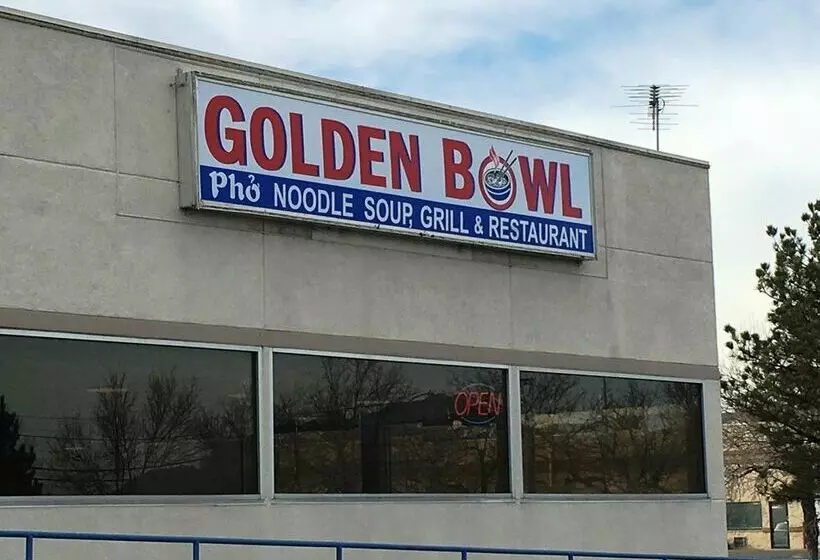 GOLDEN BOWL
Phở NOODLE SOUP, GRILL & RESTAURANT
OPEN